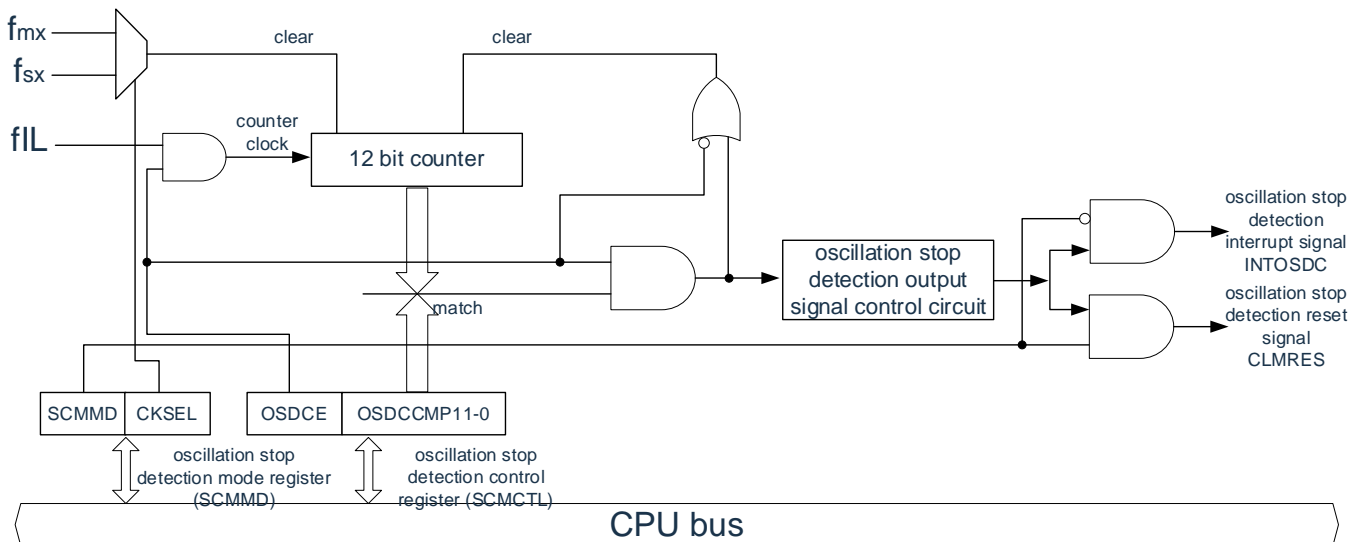 fmx
clear
clear
fsx
fIL
counter
clock
12 bit counter
match
oscillation stop
detection output
signal control circuit
oscillation stop
detection
interrupt signal
INTOSDC
oscillation stop
detection reset
signal
CLMRES
SCMMD
CKSEL
OSDCE
OSDCCMP11-0
oscillation stop
detection mode register
(SCMMD)
oscillation stop
detection control
register (SCMCTL)
CPU bus